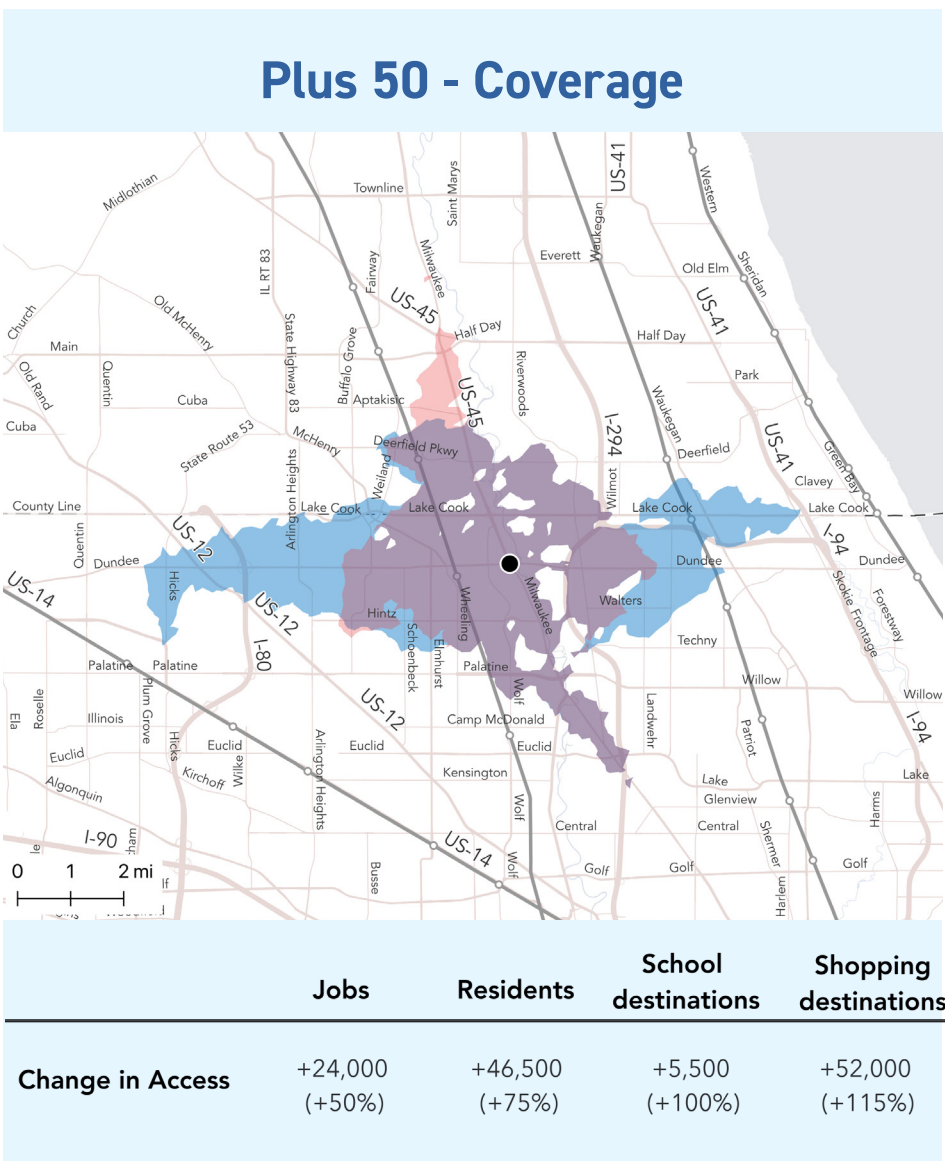 Plus 50 - Coverage
Midlothian
Townline
Saint Marys
US-41
Western
IL RT 83
Fairway
Milwaukee
Everett
Waukegan
Old Elm
Sheridan
US-45
US-41
Church
Old McHenry
State Highway 83
Half Day
Half Day
Main
Buffalo Grove
Riverwoods
Old Rand
Quentin
Park
US-45
Cuba
Aptakisic
Waukegan
Cuba
State Route 53
McHenry
Deerfield Pkwy
I-294
Deerfield
US-41
Green Bay
Arlington Heights
Weiland
Wilmot
Clavey
County Line
Lake Cook
Lake Cook
Lake Cook
Lake Cook
US-12
Quentin
Dundee
I-94
Dundee
Dundee
US-14
Hicks
US-12
Wheeling
Milwaukee
Walters
Skokie Frontage
Forestway
Hintz
Schoenbeck
Elmhurst
Techny
I-80
Palatine
Palatine
Palatine
Willow
Roselle
Plum Grove
US-12
Wolf
Willow
Ela
Illinois
Camp McDonald
Landwehr
Patriot
I-94
Euclid
Hicks
Euclid
Wilke
Arlington Heights
Euclid
Euclid
Algonquin
Kirchoff
Kensington
Lake
Lake
Glenview
Wolf
Harms
I-90
Central
Central
Shermer
US-14
0 1 2 mi
Busse
Wolf
Golf
Golf
Golf
Harlem
Jobs
Residents
School
destinations
Shopping
destinations
Change in Access
+24,000
(+50%)
+46,500
(+75%)
+5,500
(+100%)
+52,000
(+115%)